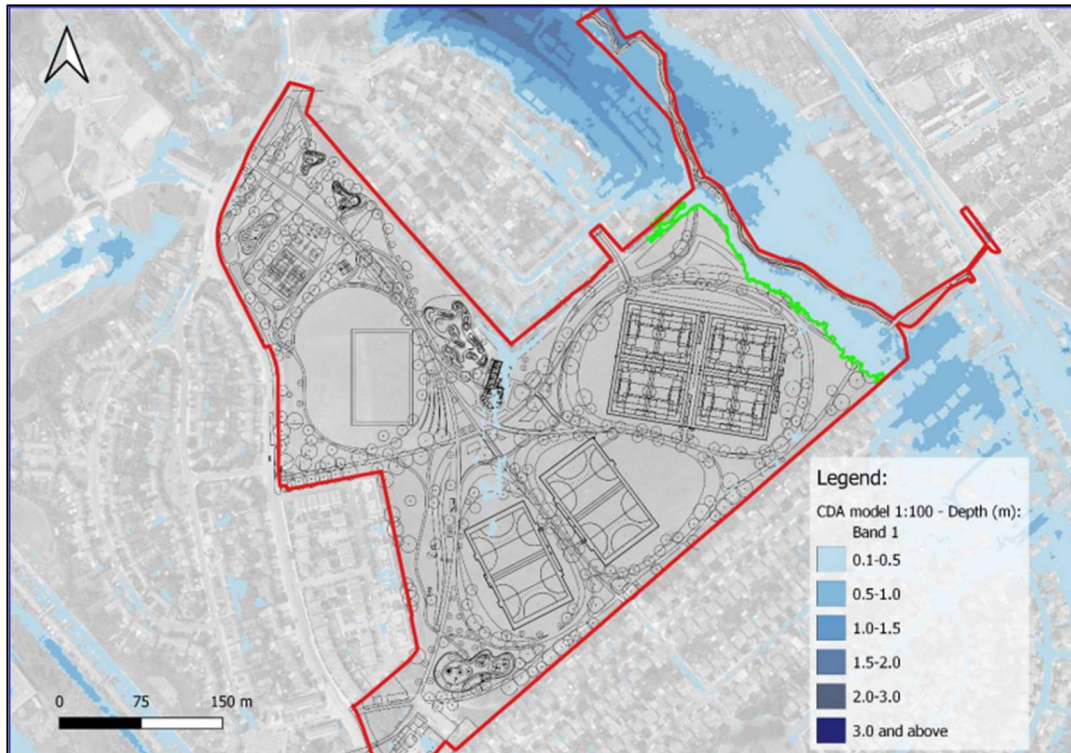 Legend:
CDA model 1:100 - Depth (m):
Band 1
0.1-0.5
0.5-1.0
1.0-1.5
1.5-2.0
2.0-3.0
3.0 and above
0 75 150 m